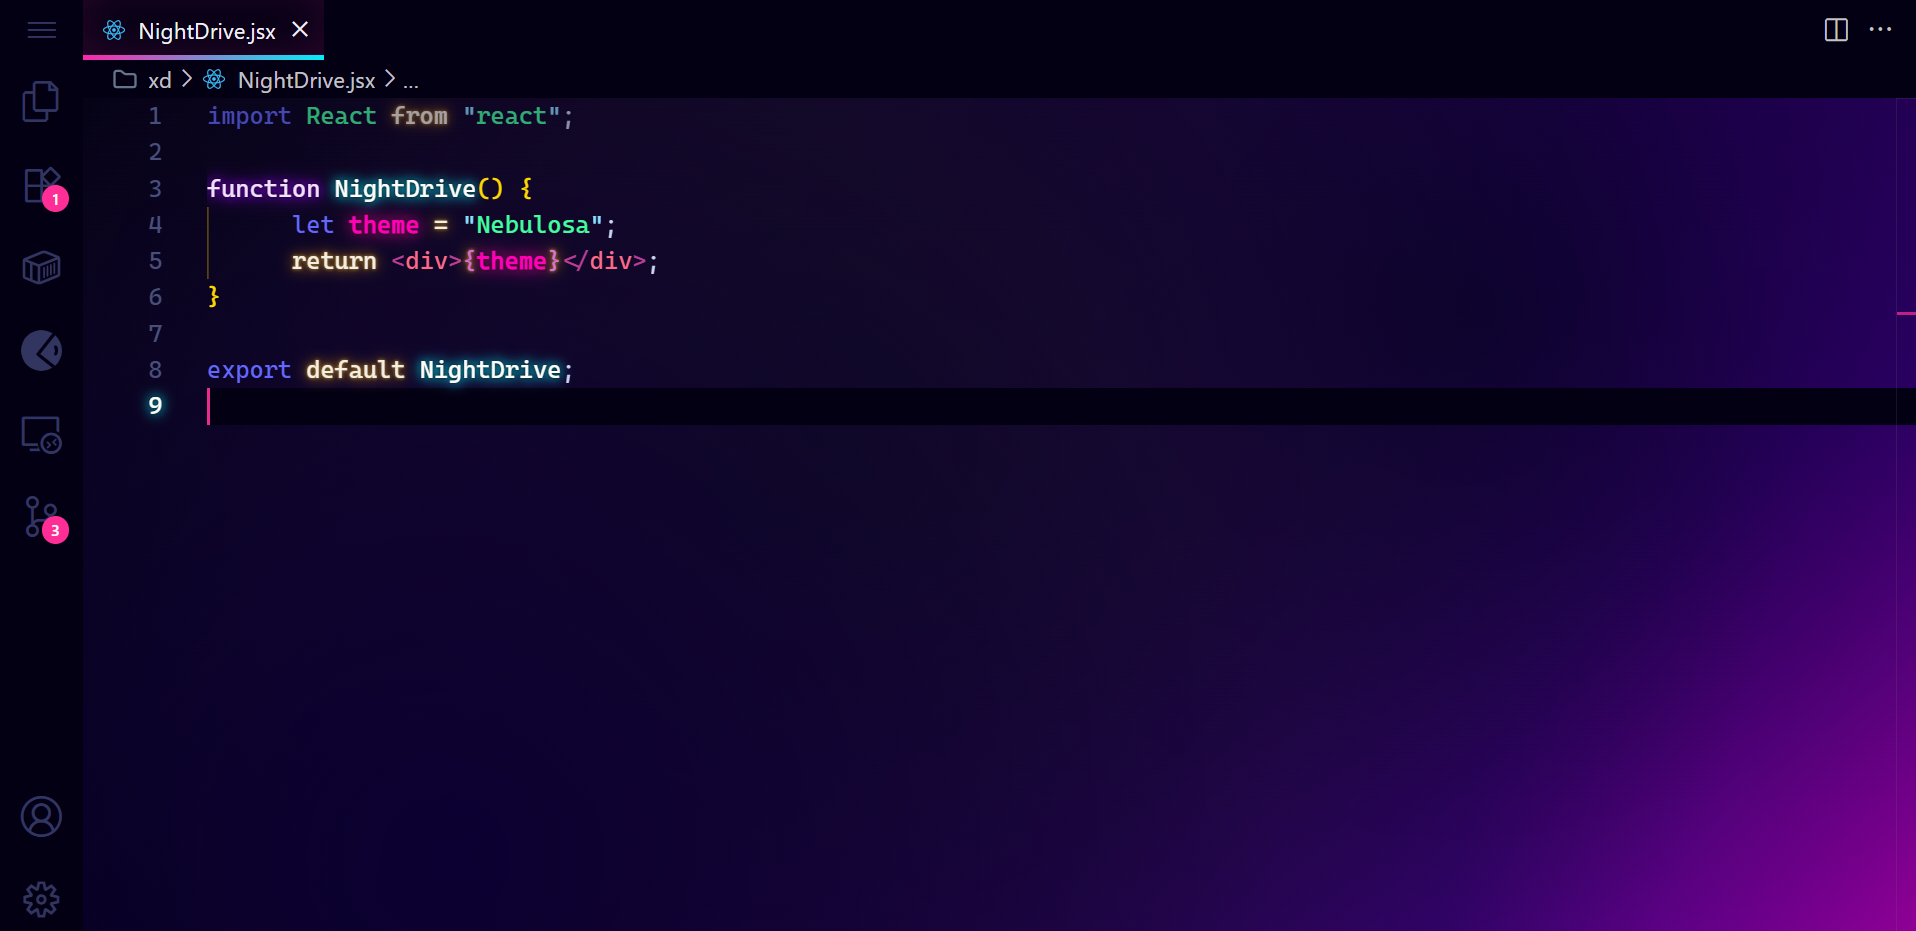 NightDrive.jsx
xd > NightDrive.jsx > ...
1 import React from "react";
2
3 function NightDrive() {
4 let theme = "Nebulosa";
5 return <div>{theme}</div>;
6 }
7
8 export default NightDrive;
9
1
3